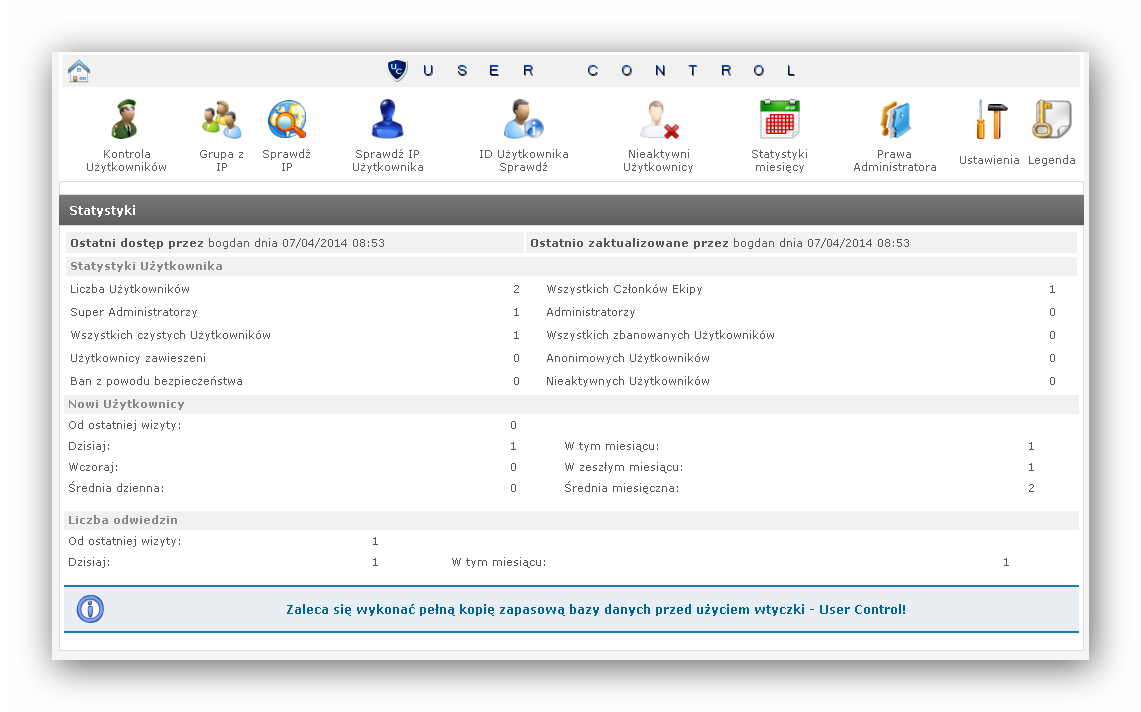 UC USER CONTROL
Kontrola Użytkowników
Grupa z IP
Sprawdź IP
Sprawdź IP Użytkownika
ID Użytkownika Sprawdź
Nieaktywni Użytkownicy
Statystyki miesięcy
Prawa Administratora
Ustawienia
Legenda
Statystyki
Ostatni dostęp przez bogdan dnia 07/04/2014 08:53 Ostatnio zaktualizowane przez bogdan dnia 07/04/2014 08:53
Statystyki Użytkownika
Liczba Użytkowników 2 Wszystkich Członków Ekipy 1
Super Administratorzy 1 Administratorzy 0
Wszystkich czystych Użytkowników 1 Wszystkich zbanowanych Użytkowników 0
Użytkownicy zawieszeni 0 Anonimowych Użytkowników 0
Ban z powodu bezpieczeństwa 0 Nieaktywnych Użytkowników 0
Nowi Użytkownicy
Od ostatniej wizyty: 0
Dzisiaj: 1 W tym miesiącu: 1
Wczoraj: 0 W zeszłym miesiącu: 1
Średnia dzienna: 0 Średnia miesięczna: 2
Liczba odwiedzin
Od ostatniej wizyty: 1
Dzisiaj: 1 W tym miesiącu: 1
Zaleca się wykonać pełną kopię zapasową bazy danych przed użyciem wtyczki - User Control!